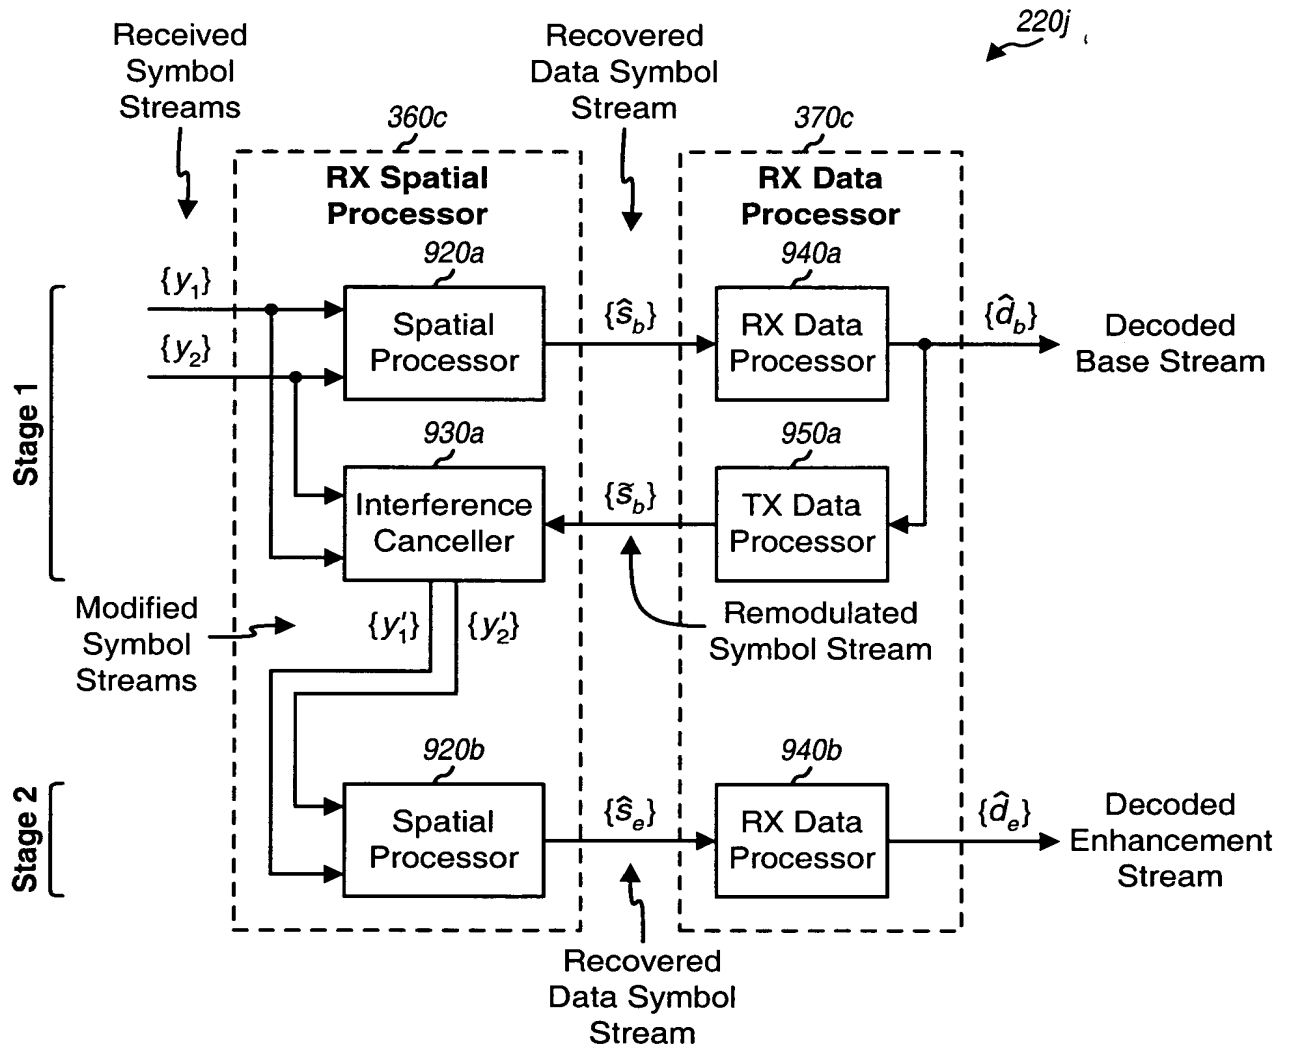 220j
Received
Symbol
Streams
Recovered
Data Symbol
Stream
360c
370c
RX Spatial
Processor
RX Data
Processor
920a
940a
{y1}
{y2}
Spatial
Processor
{ŝb}
RX Data
Processor
{d̂b}
Decoded
Base Stream
Stage 1
930a
950a
Interference
Canceller
{s̃b}
TX Data
Processor
Modified
Symbol
Streams
{y′1}
{y′2}
Remodulated
Symbol Stream
920b
940b
Stage 2
Spatial
Processor
{ŝe}
RX Data
Processor
{d̂e}
Decoded
Enhancement
Stream
Recovered
Data Symbol
Stream